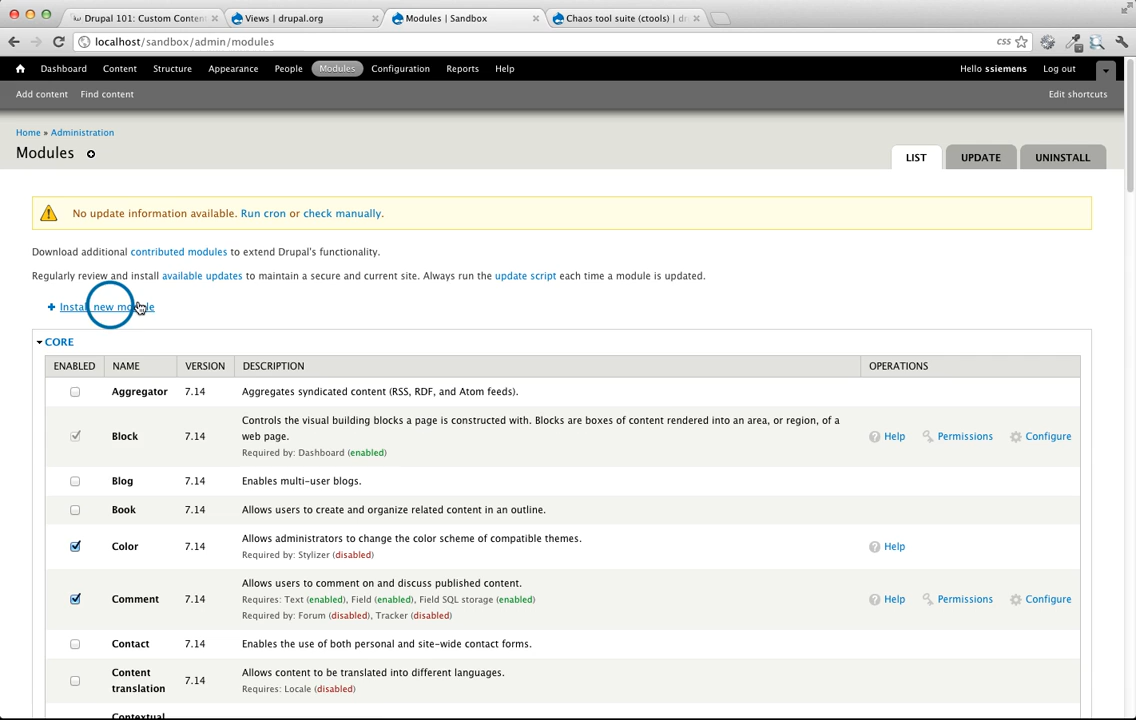 Drupal 101: Custom Content
Views | drupal.org
Modules | Sandbox
Chaos tool suite (ctools) | d
localhost/sandbox/admin/modules
CSS
Dashboard Content Structure Appearance People Modules Configuration Reports Help Hello ssiemens Log out
Add content Find content Edit shortcuts
Home » Administration
Modules
LIST UPDATE UNINSTALL
No update information available. Run cron or check manually.
Download additional contributed modules to extend Drupal's functionality.
Regularly review and install available updates to maintain a secure and current site. Always run the update script each time a module is updated.
Install new module
CORE
ENABLED NAME VERSION DESCRIPTION OPERATIONS
Aggregator 7.14 Aggregates syndicated content (RSS, RDF, and Atom feeds).
Block 7.14 Controls the visual building blocks a page is constructed with. Blocks are boxes of content rendered into an area, or region, of a
web page.
Required by: Dashboard (enabled)
Help Permissions Configure
Blog 7.14 Enables multi-user blogs.
Book 7.14 Allows users to create and organize related content in an outline.
Color 7.14 Allows administrators to change the color scheme of compatible themes.
Required by: Stylizer (disabled)
Help
Comment 7.14 Allows users to comment on and discuss published content.
Requires: Text (enabled), Field (enabled), Field SQL storage (enabled)
Required by: Forum (disabled), Tracker (disabled)
Help Permissions Configure
Contact 7.14 Enables the use of both personal and site-wide contact forms.
Content
translation
7.14 Allows content to be translated into different languages.
Requires: Locale (disabled)
Contextual